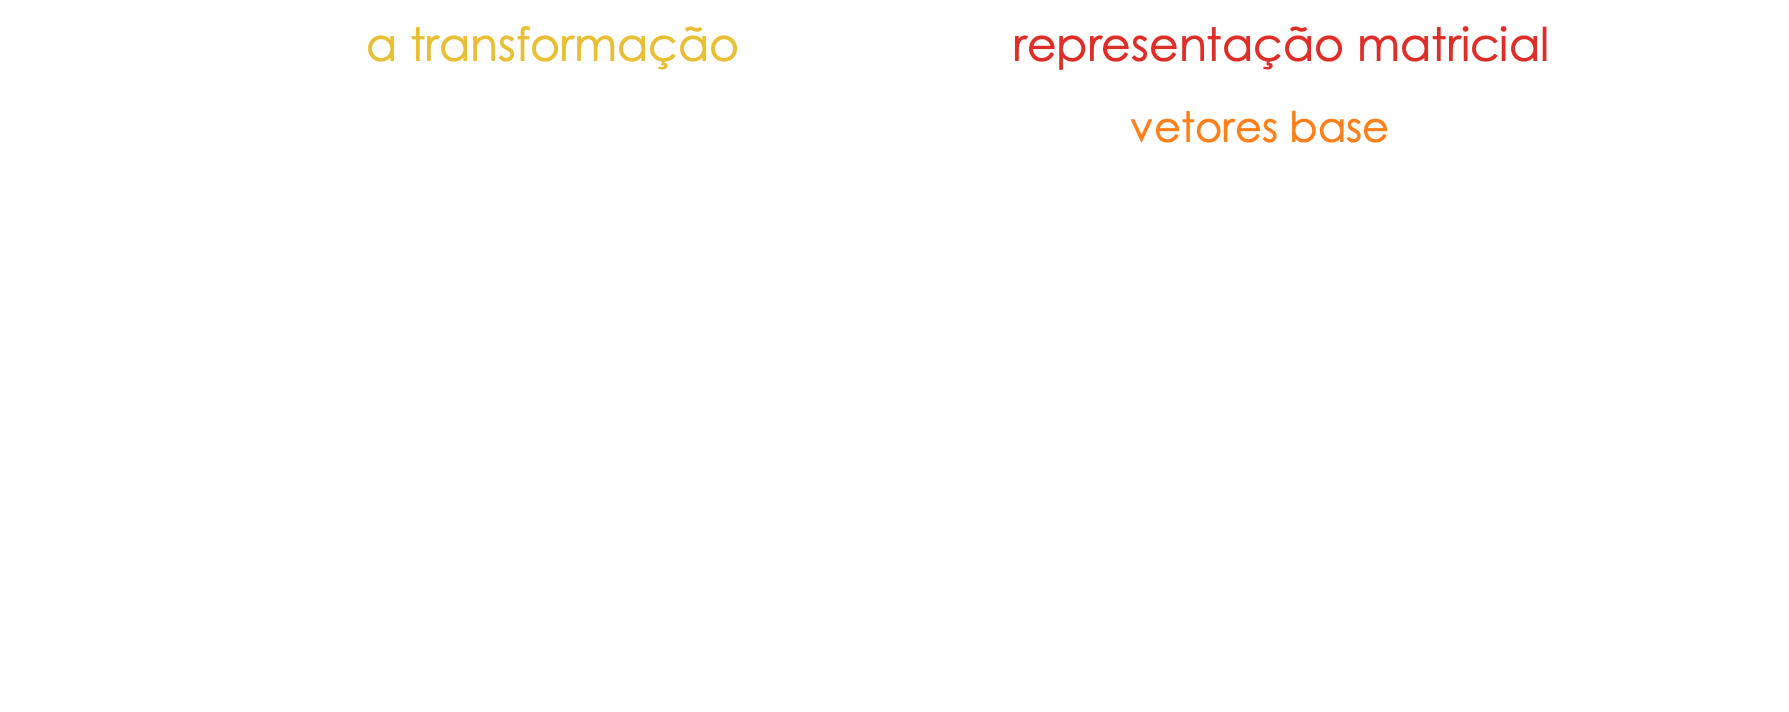 a transformação
representação matricial
vetores base